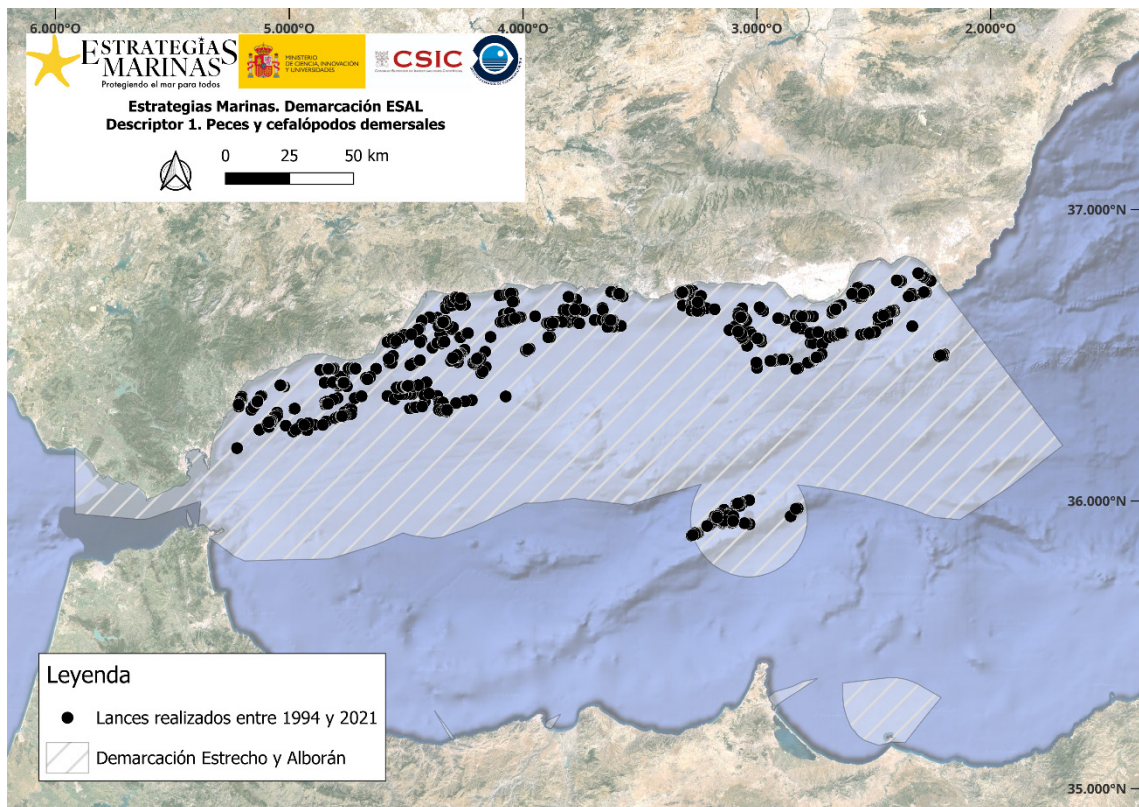 6.000°O 5.000°O 4.000°O 3.000°O 2.000°O
ESTRATEGIAS
MARINAS
Protegiendo el mar para todos
MINISTERIO
DE CIENCIA, INNOVACIÓN
Y UNIVERSIDADES
CSIC
Estrategias Marinas. Demarcación ESAL
Descriptor 1. Peces y cefalópodos demersales
0 25 50 km
37.000°N
36.000°N
35.000°N
Leyenda
Lances realizados entre 1994 y 2021
Demarcación Estrecho y Alborán